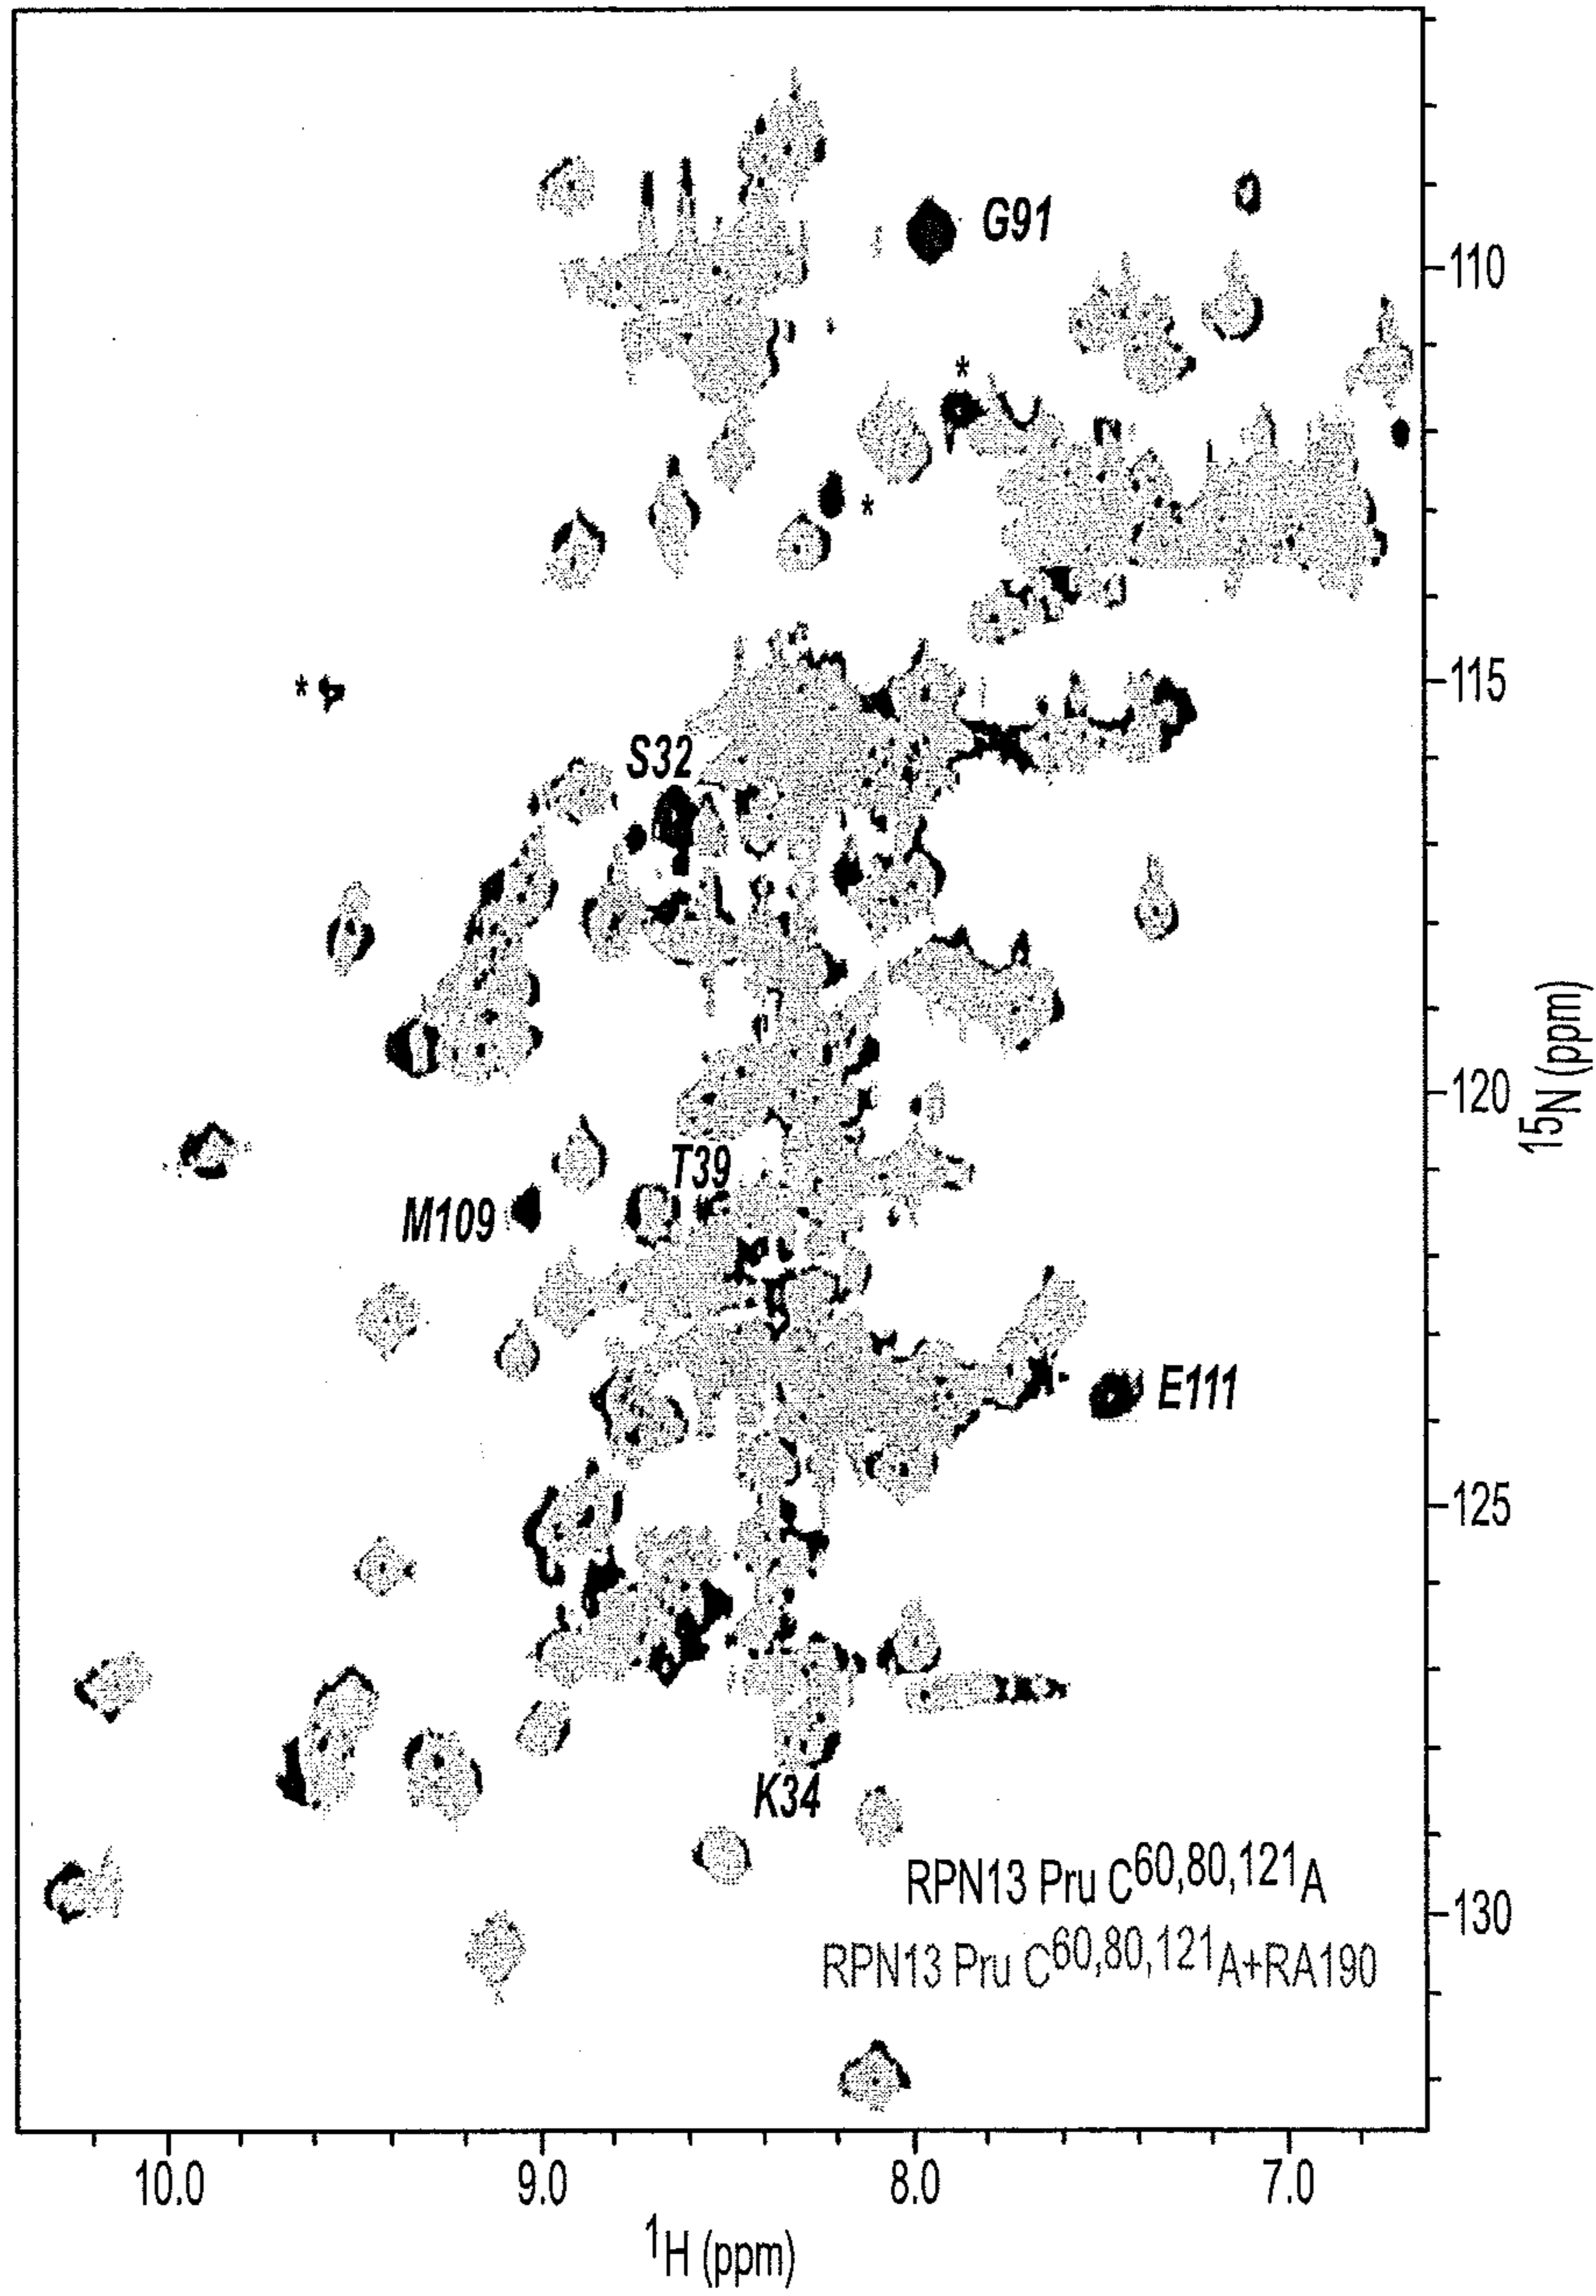 G91
110
*
*
115
*
S32
120
15N (ppm)
T39
M109
E111
125
K34
RPN13 Pru C60,80,121A
130
RPN13 Pru C60,80,121A+RA190
10.0 9.0 8.0 7.0
1H (ppm)